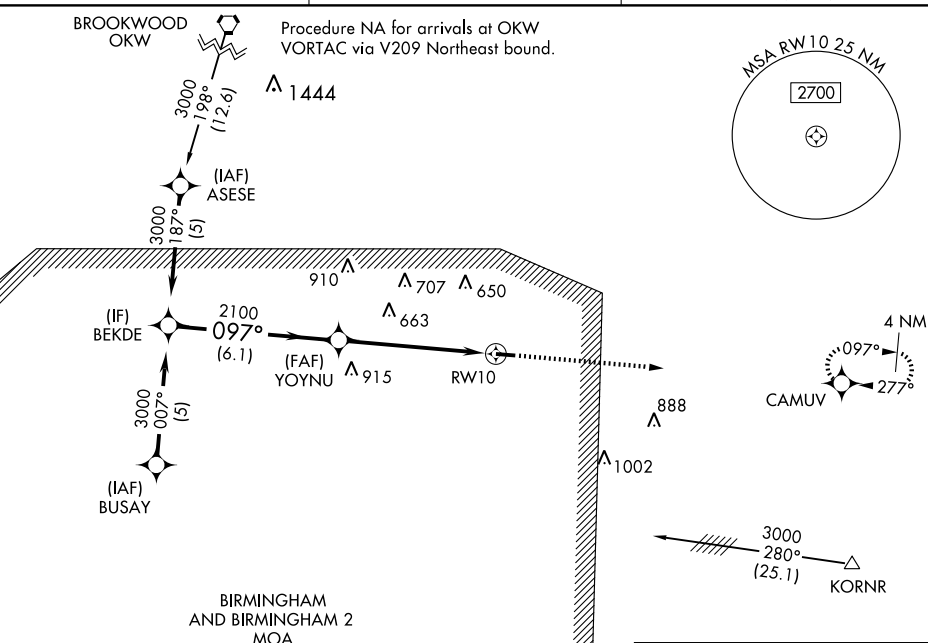 BROOKWOOD
OKW
Procedure NA for arrivals at OKW
VORTAC via V209 Northeast bound.
MSA RW10 25 NM
2700
1444
3000
198°
(12.6)
(IAF)
ASESE
3000
187°
(5)
910
707
650
663
(IF)
BEKDE
2100
097°
(6.1)
(FAF)
YOYNU
915
RW10
4 NM
097°
277°
CAMUV
3000
007°
(5)
888
1002
(IAF)
BUSAY
3000
280°
(25.1)
KORNR
BIRMINGHAM
AND BIRMINGHAM 2
MOA